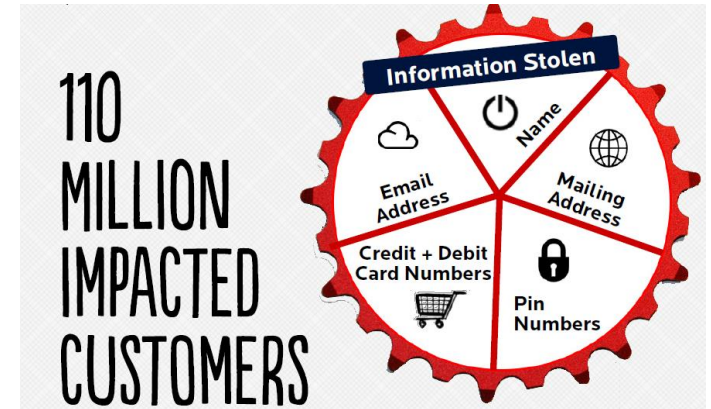 110
MILLION
IMPACTED
CUSTOMERS
Information Stolen
Name
Email
Address
Mailing
Address
Credit + Debit
Card Numbers
Pin
Numbers